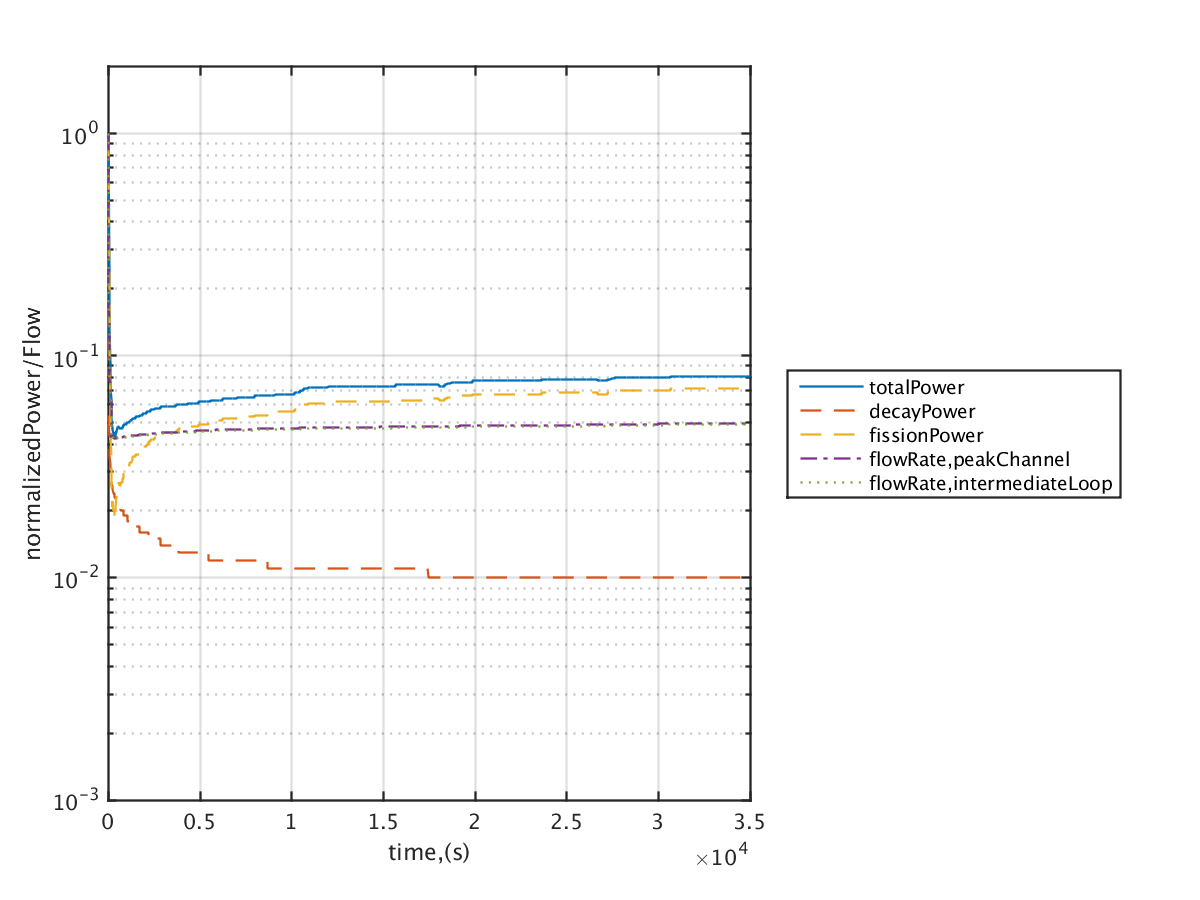 10^0
10^-1
10^-2
10^-3
normalizedPower/Flow
0 0.5 1 1.5 2 2.5 3 3.5
time,(s)
×10^4
totalPower
decayPower
fissionPower
flowRate,peakChannel
flowRate,intermediateLoop